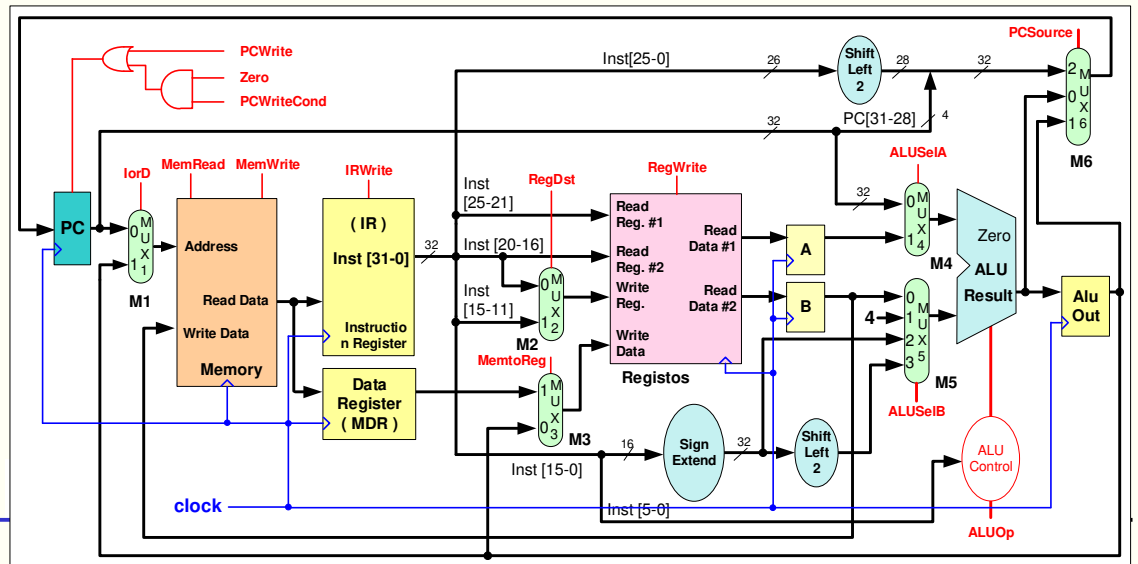 PCWrite
Zero
PCWriteCond
Inst[25-0]
26
Shift
Left
2
28
32
PCSource
2
0
1
M
U
X
6
M6
PC[31-28]
4
32
IorD
MemRead
MemWrite
IRWrite
RegDst
RegWrite
ALUSelA
PC
0
1
M
U
X
1
M1
Address
Read Data
Write Data
Memory
( IR )
Inst [31-0]
Instructio
n Register
32
Data
Register
( MDR )
Inst
[25-21]
Inst [20-16]
Inst
[15-11]
0
1
M
U
X
2
M2
MemtoReg
1
0
M
U
X
3
M3
Read
Reg. #1
Read
Reg. #2
Write
Reg.
Write
Data
Read
Data #1
Read
Data #2
Registos
A
B
32
0
1
M
U
X
4
M4
4
0
1
2
3
M
U
X
5
M5
ALUSelB
Zero
ALU
Result
Alu
Out
Inst [15-0]
16
Sign
Extend
32
Shift
Left
2
ALU
Control
clock
Inst [5-0]
ALUOp